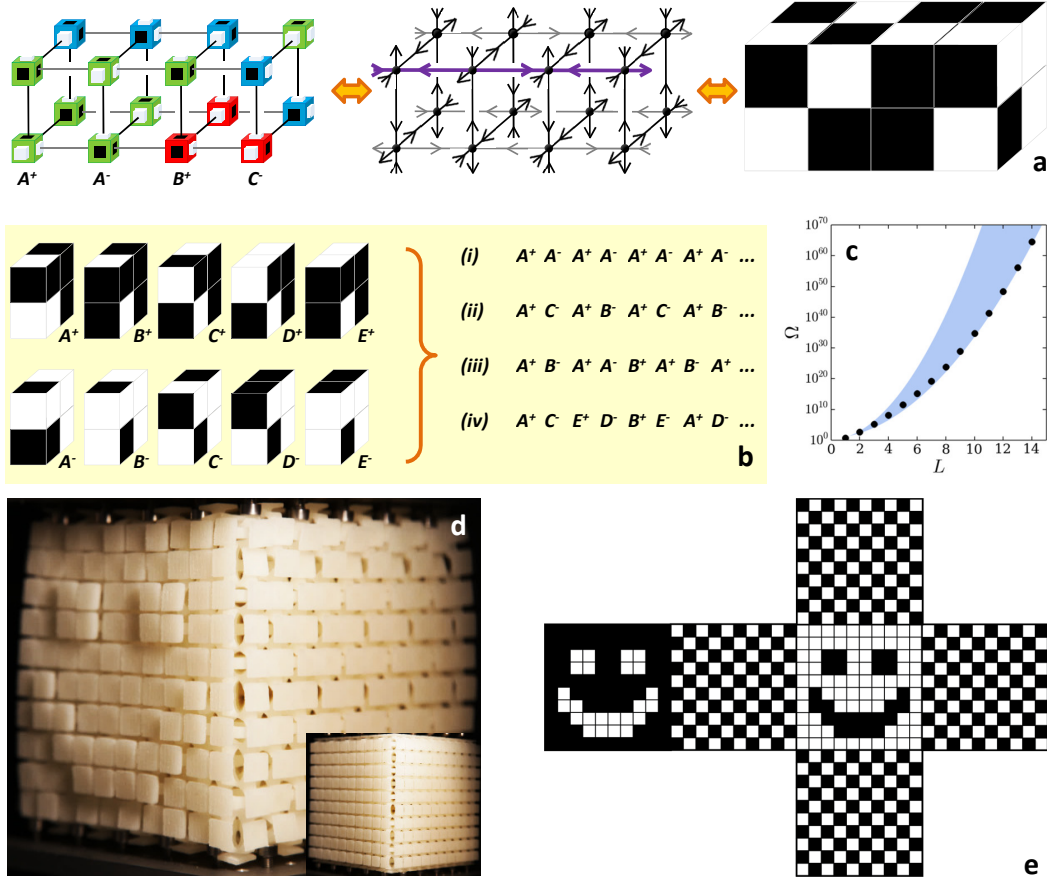 A⁺ A⁻ B⁺ C⁻
a
A⁺ B⁺ C⁺ D⁺ E⁺
A⁻ B⁻ C⁻ D⁻ E⁻
(i) A⁺ A⁻ A⁺ A⁻ A⁺ A⁻ A⁺ A⁻ ...
(ii) A⁺ C⁻ A⁺ B⁻ A⁺ C⁻ A⁺ B⁻ ...
(iii) A⁺ B⁻ A⁺ A⁻ B⁺ A⁺ B⁻ A⁺ ...
(iv) A⁺ C⁻ E⁺ D⁻ B⁺ E⁻ A⁺ D⁻ ...
b
c
Ω
10⁷⁰
10⁶⁰
10⁵⁰
10⁴⁰
10³⁰
10²⁰
10¹⁰
10⁰
0 2 4 6 8 10 12 14
L
d
e